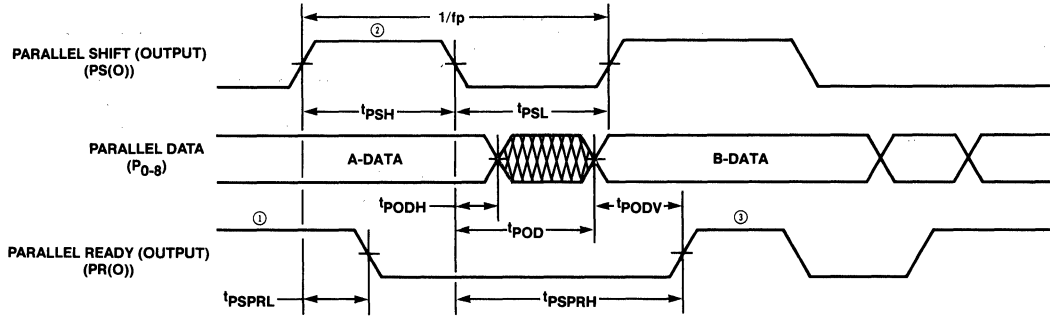 1/fp
②
PARALLEL SHIFT (OUTPUT)
(PS(O))
tPSH
tPSL
PARALLEL DATA
(P0-8)
A-DATA
B-DATA
tPODH
tPODV
①
tPOD
③
PARALLEL READY (OUTPUT)
(PR(O))
tPSPRL
tPSPRH